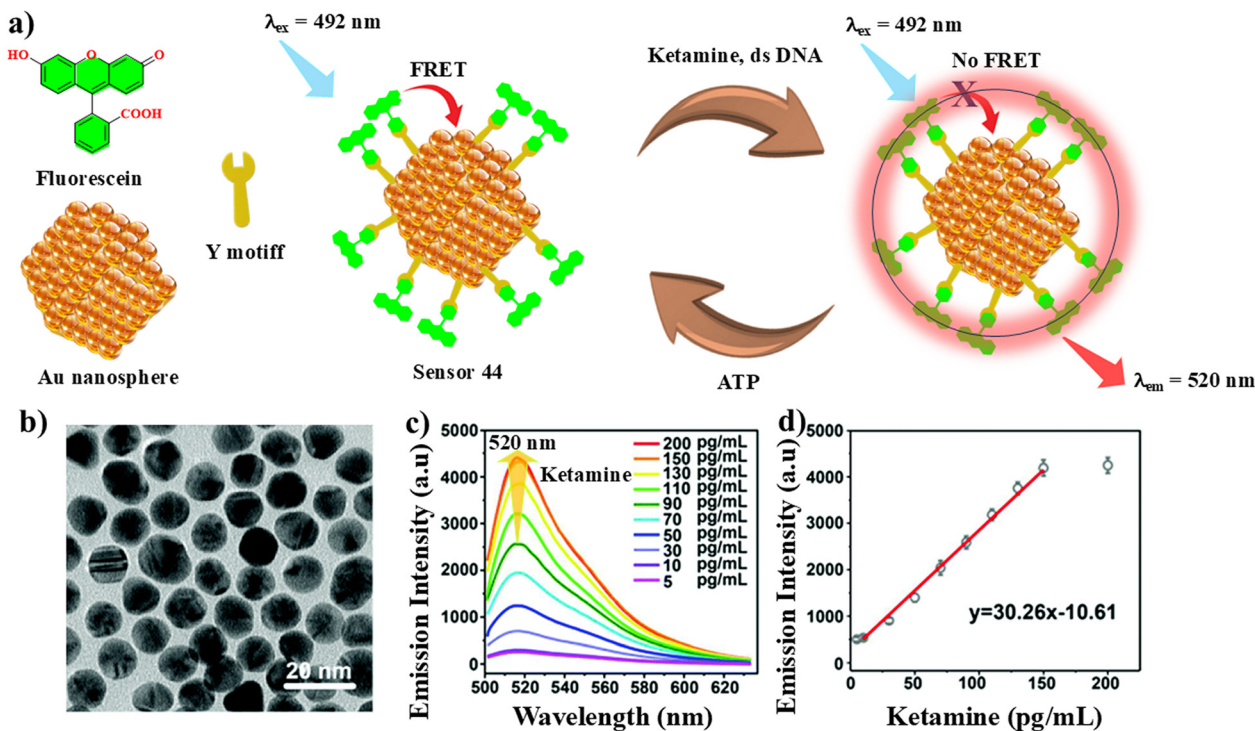 a)
HO
O
O
COOH
Fluorescein
Au nanosphere
Y motiff
λex = 492 nm
FRET
Sensor 44
Ketamine, ds DNA
ATP
λex = 492 nm
No FRET
X
λem = 520 nm
b)
20 nm
c)
Emission Intensity (a.u)
5000
4000
3000
2000
1000
0
520 nm
Ketamine
200 pg/mL
150 pg/mL
130 pg/mL
110 pg/mL
90 pg/mL
70 pg/mL
50 pg/mL
30 pg/mL
10 pg/mL
5 pg/mL
500 520 540 560 580 600 620
Wavelength (nm)
d)
Emission Intensity (a.u)
5000
4000
3000
2000
1000
0
y=30.26x-10.61
0 50 100 150 200
Ketamine (pg/mL)